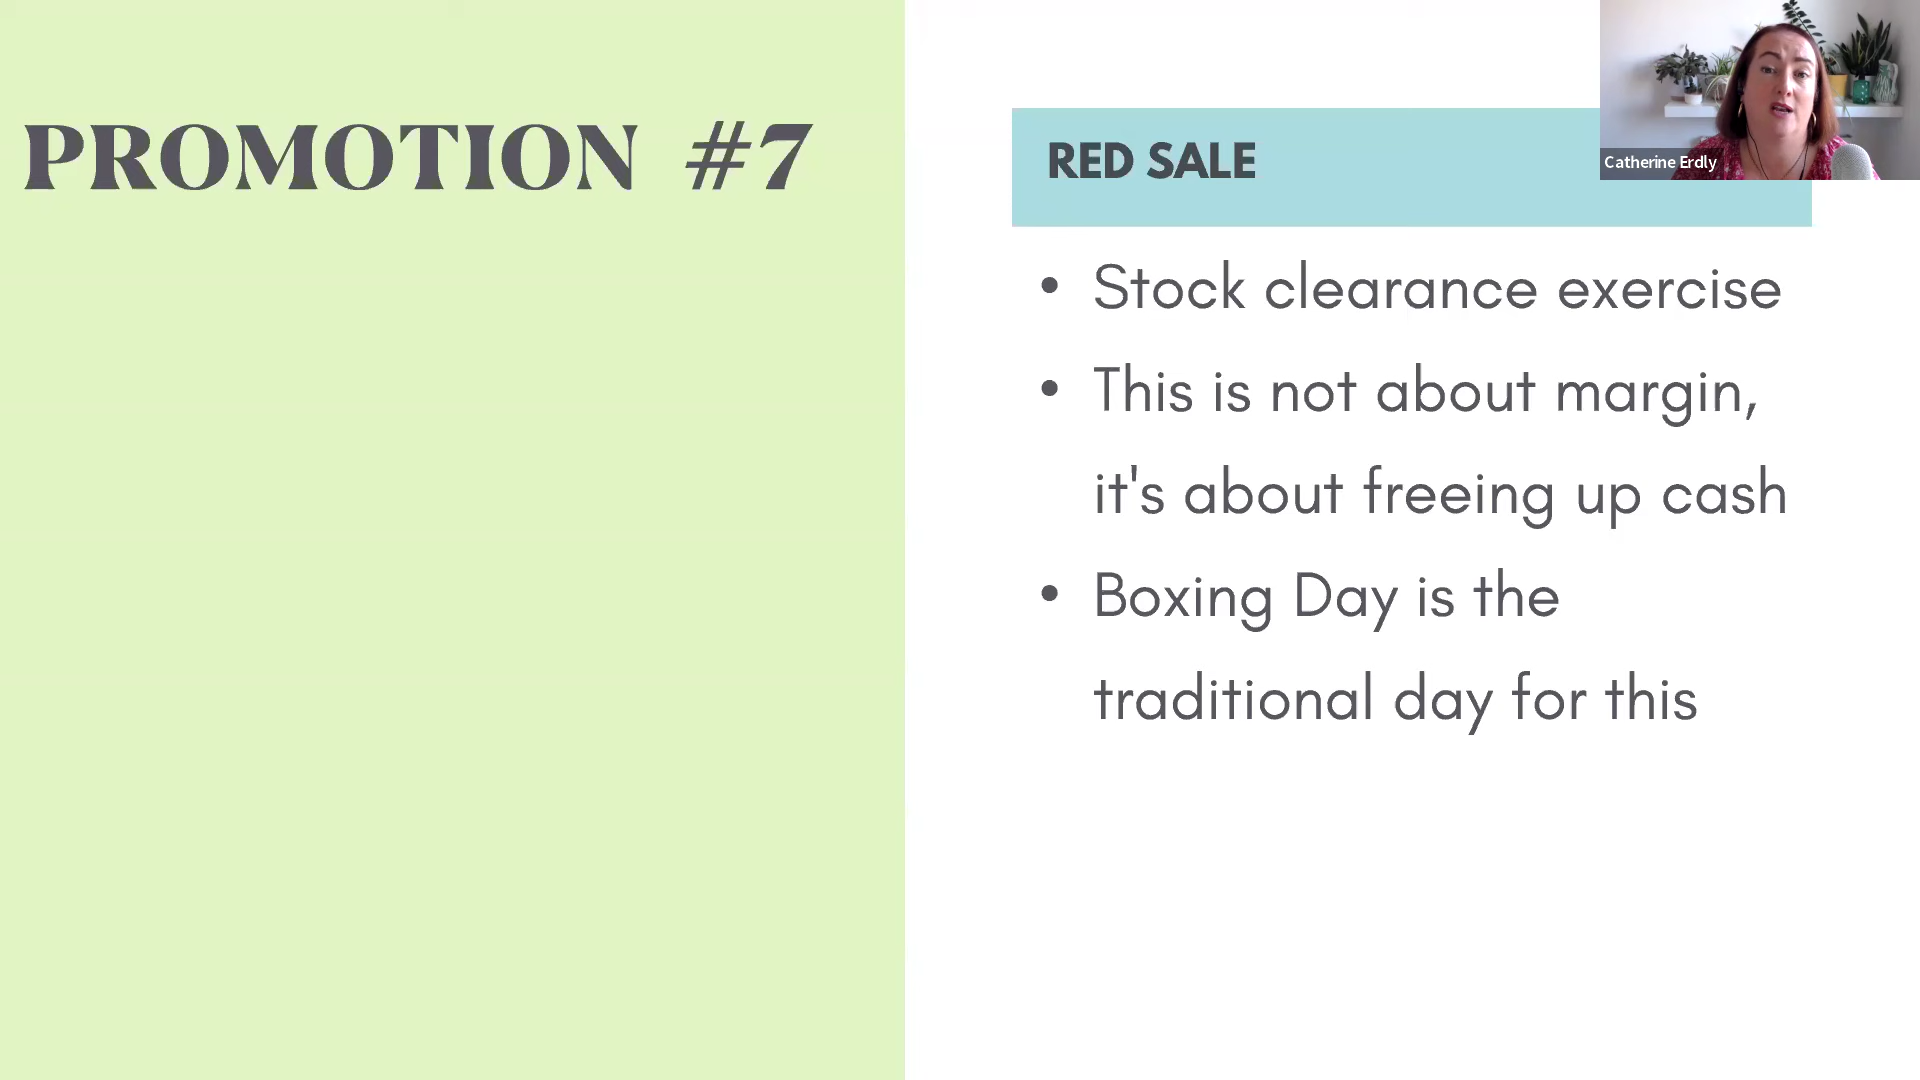 PROMOTION #7
RED SALE
Catherine Erdly
• Stock clearance exercise
• This is not about margin,
it's about freeing up cash
• Boxing Day is the
traditional day for this